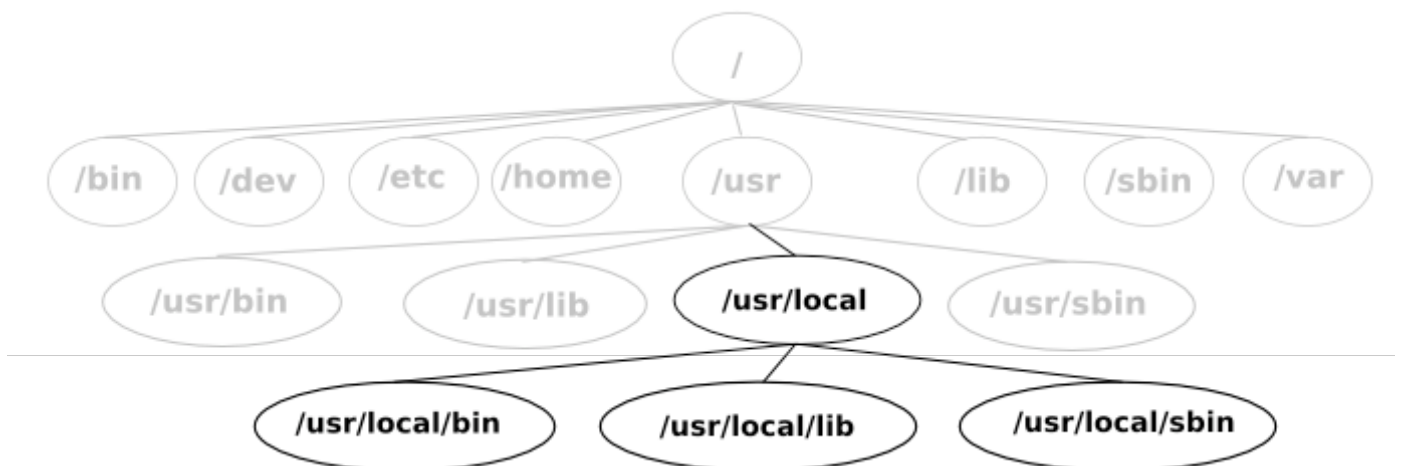 /
/bin /dev /etc /home /usr /lib /sbin /var
/usr/bin /usr/lib /usr/local /usr/sbin
/usr/local/bin /usr/local/lib /usr/local/sbin